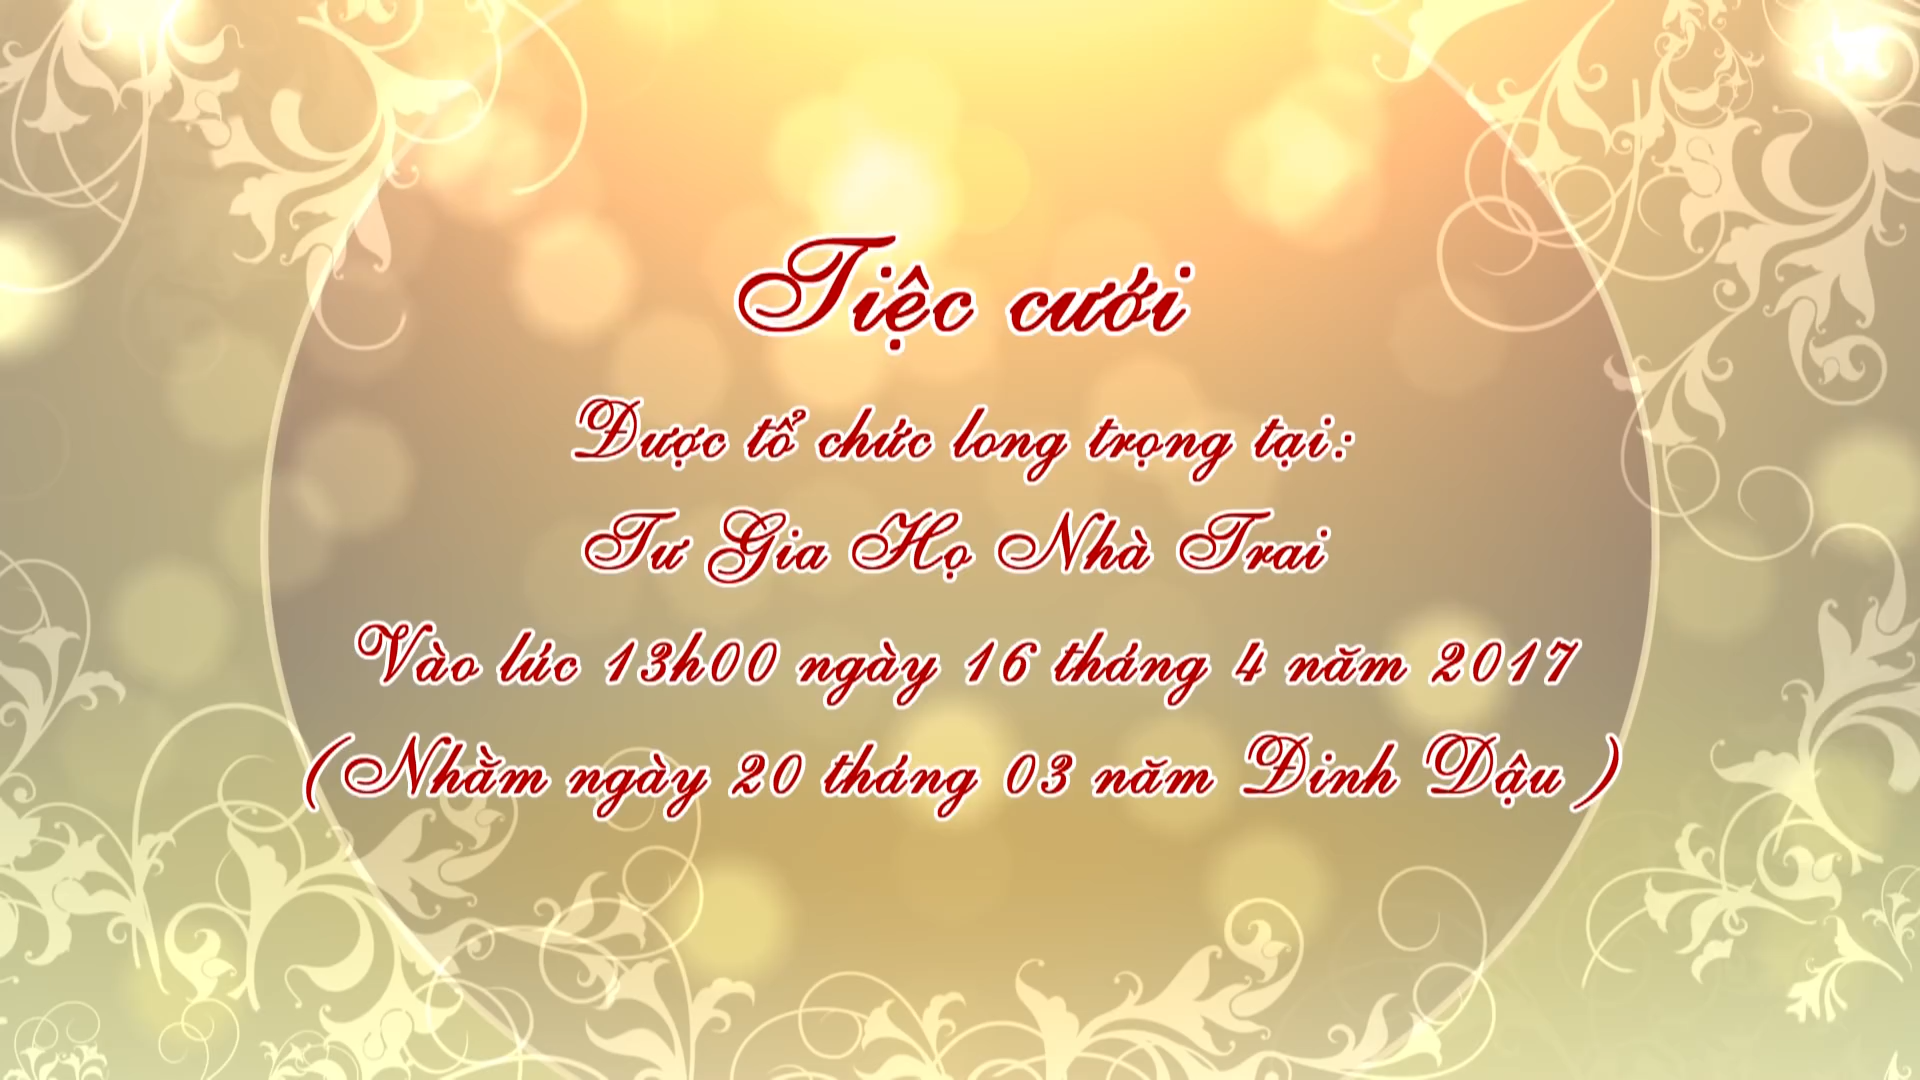 Tiệc cưới
Được tổ chức long trọng tại:
Tư Gia Họ Nhà Trai
Vào lúc 13h00 ngày 16 tháng 4 năm 2017
( Nhằm ngày 20 tháng 03 năm Đinh Dậu )